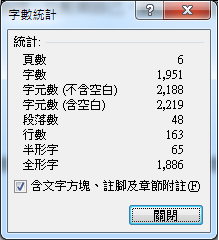 字數統計
統計:
頁數 6
字數 1,951
字元數 (不含空白) 2,188
字元數 (含空白) 2,219
段落數 48
行數 163
半形字 65
全形字 1,886
含文字方塊、註腳及章節附註(F)
關閉